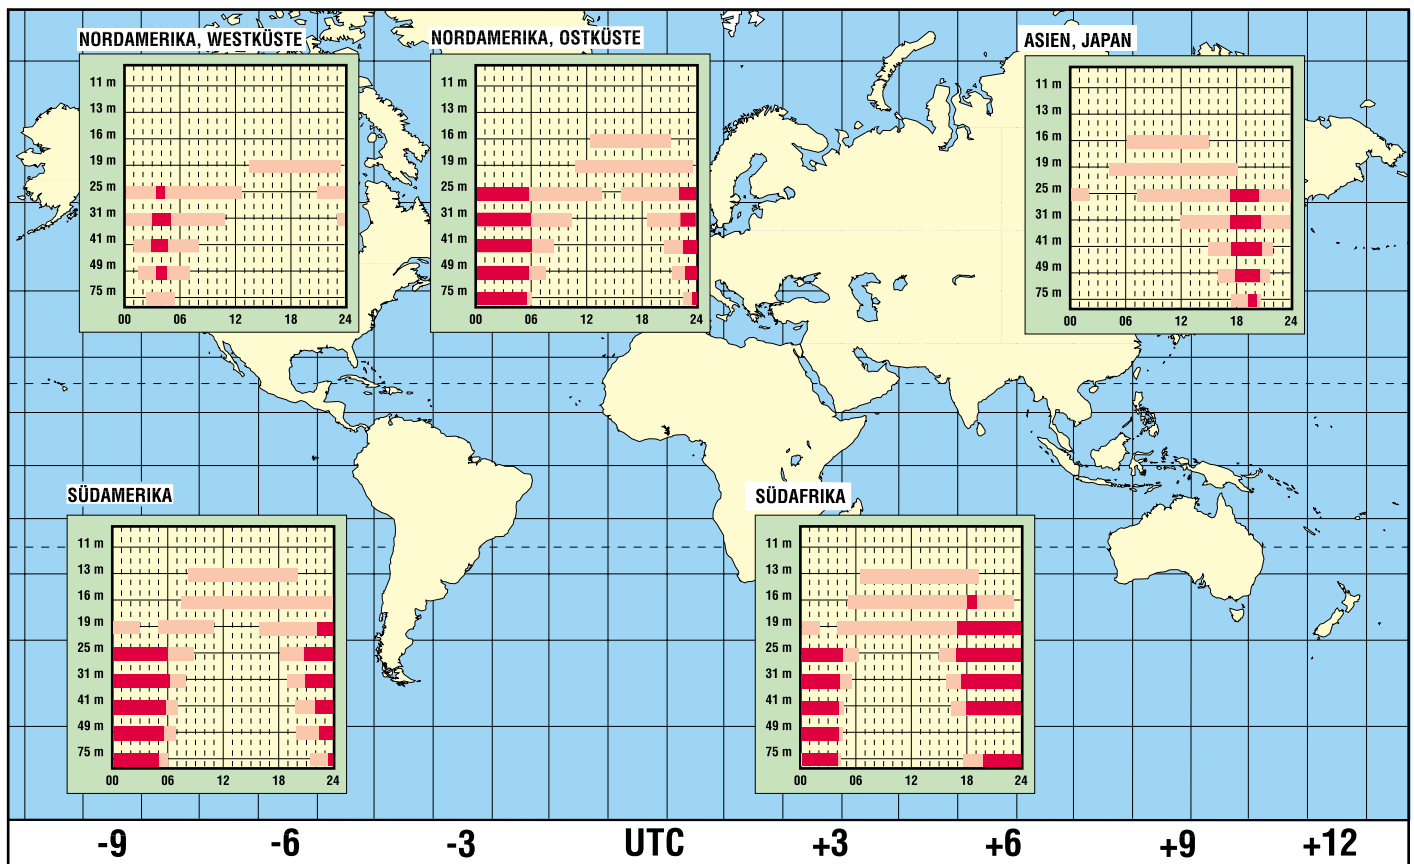 NORDAMERIKA, WESTKÜSTE
11 m
13 m
16 m
19 m
25 m
31 m
41 m
49 m
75 m
00 06 12 18 24
NORDAMERIKA, OSTKÜSTE
11 m
13 m
16 m
19 m
25 m
31 m
41 m
49 m
75 m
00 06 12 18 24
ASIEN, JAPAN
11 m
13 m
16 m
19 m
25 m
31 m
41 m
49 m
75 m
00 06 12 18 24
SÜDAMERIKA
11 m
13 m
16 m
19 m
25 m
31 m
41 m
49 m
75 m
00 06 12 18 24
SÜDAFRIKA
11 m
13 m
16 m
19 m
25 m
31 m
41 m
49 m
75 m
00 06 12 18 24
-9 -6 -3 UTC +3 +6 +9 +12